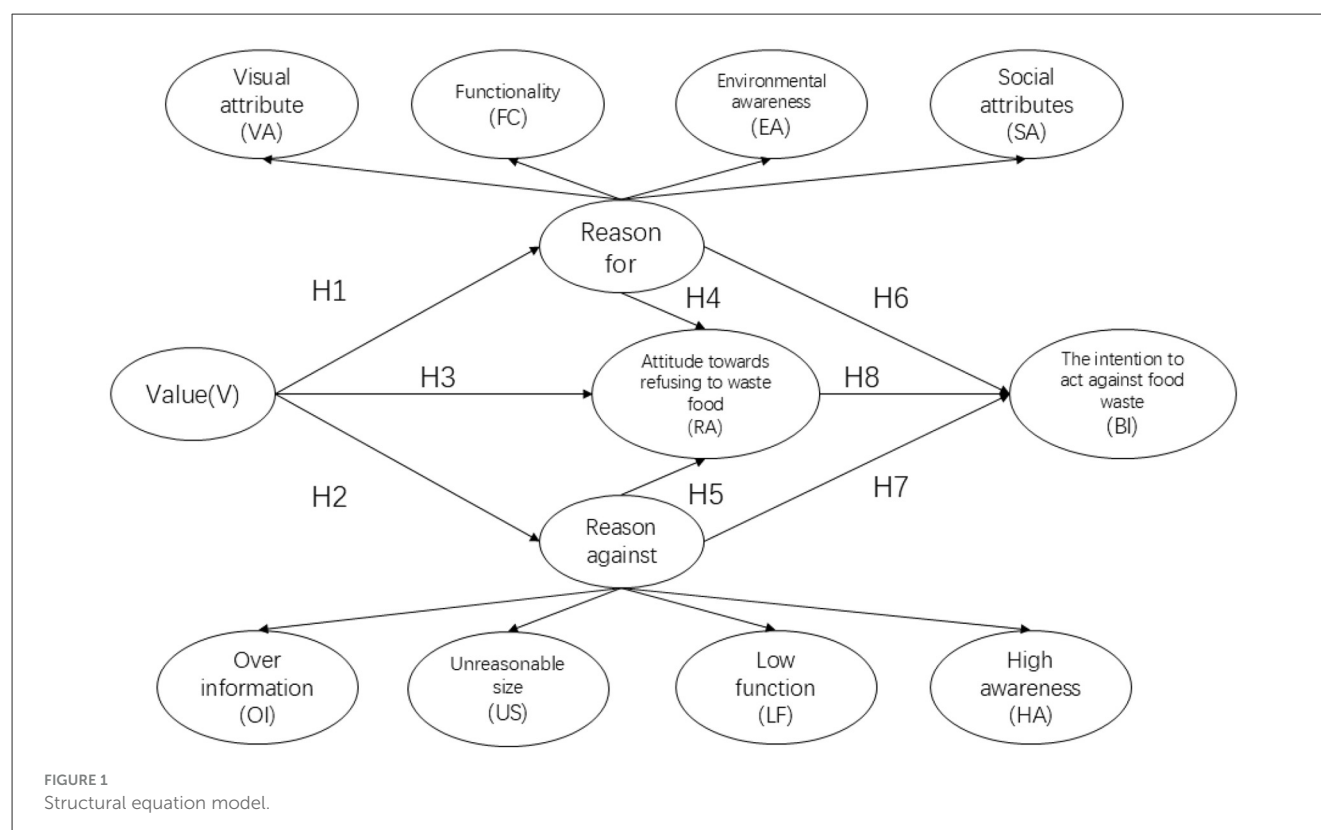 Visual
attribute
(VA)
Functionality
(FC)
Environmental
awareness
(EA)
Social
attributes
(SA)
Reason
for
H1
H4
H6
Value(V)
H3
Attitude towards
refusing to waste
food
(RA)
H8
The intention to
act against food
waste
(BI)
H2
H5
H7
Reason
against
Over
information
(OI)
Unreasonable
size
(US)
Low
function
(LF)
High
awareness
(HA)
FIGURE 1
Structural equation model.